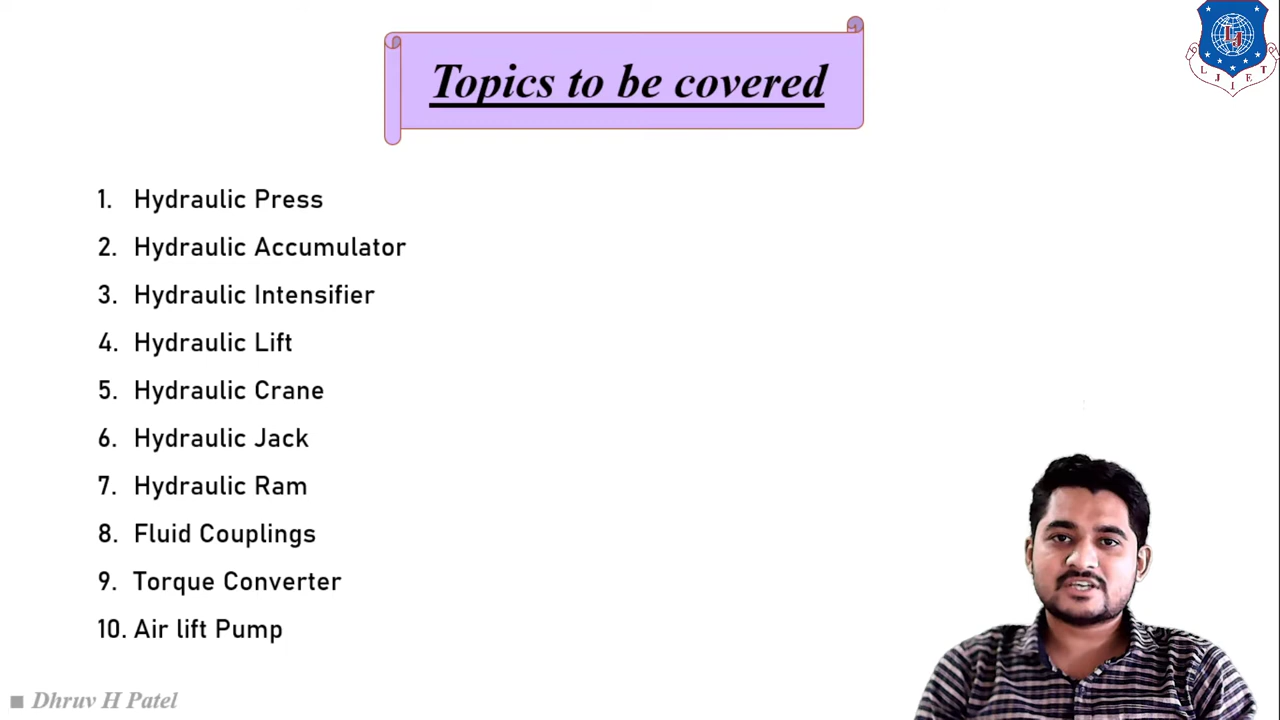 Topics to be covered
LJIET
1. Hydraulic Press
2. Hydraulic Accumulator
3. Hydraulic Intensifier
4. Hydraulic Lift
5. Hydraulic Crane
6. Hydraulic Jack
7. Hydraulic Ram
8. Fluid Couplings
9. Torque Converter
10. Air lift Pump
Dhruv H Patel